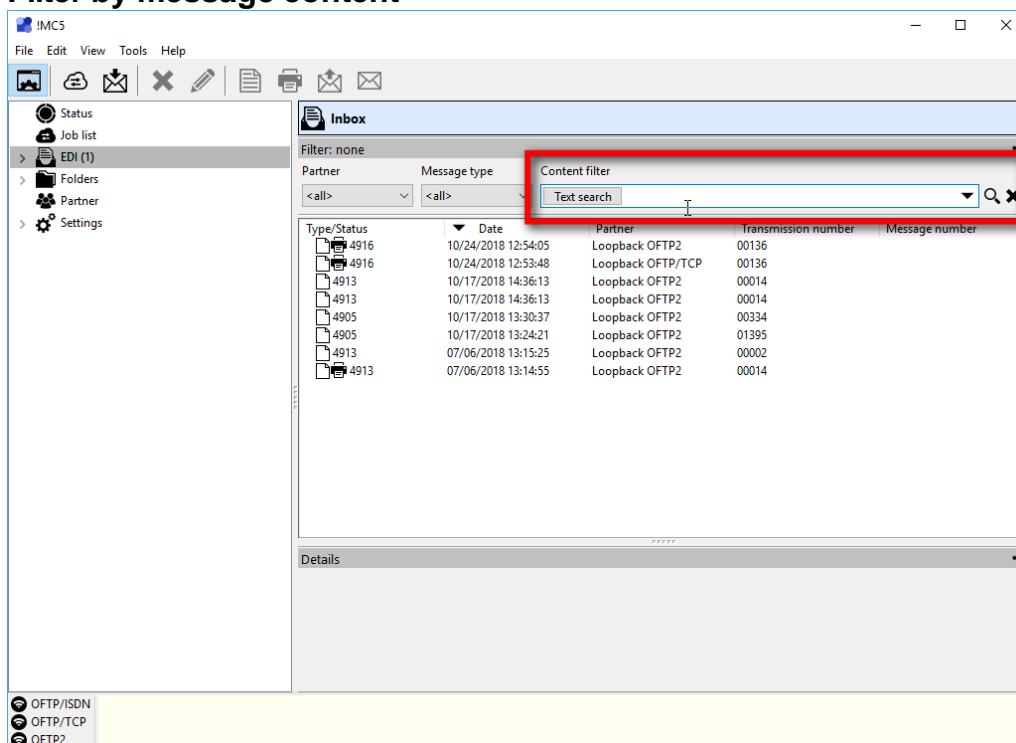 Filter by message content
!MC5
File Edit View Tools Help
Status
Job list
EDI (1)
Folders
Partner
Settings
Inbox
Filter: none
Partner Message type Content filter
<all> <all> Text search
Type/Status Date Partner Transmission number Message number
4916 10/24/2018 12:54:05 Loopback OFTP2 00136
4916 10/24/2018 12:53:48 Loopback OFTP/TCP 00136
4913 10/17/2018 14:36:13 Loopback OFTP2 00014
4913 10/17/2018 14:36:13 Loopback OFTP2 00014
4905 10/17/2018 13:30:37 Loopback OFTP2 00334
4905 10/17/2018 13:24:21 Loopback OFTP2 01395
4913 07/06/2018 13:15:25 Loopback OFTP2 00002
4913 07/06/2018 13:14:55 Loopback OFTP2 00014
Details
OFTP/ISDN
OFTP/TCP
OFTP2